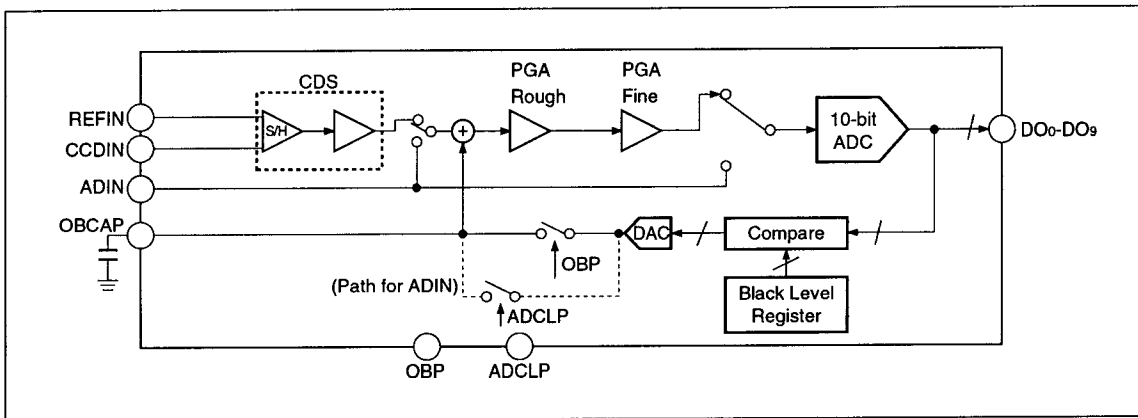 CDS
PGA
Rough
PGA
Fine
REFIN
S/H
CCDIN
10-bit
ADC
DO0-DO9
ADIN
OBCAP
DAC
Compare
OBP
(Path for ADIN)
ADCLP
Black Level
Register
OBP
ADCLP